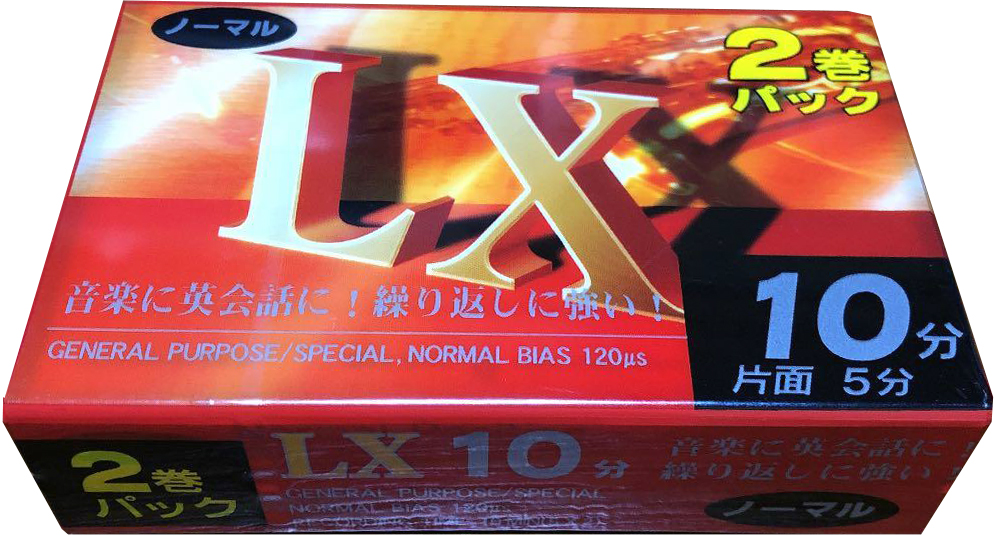 ノーマル
LX
2巻
パック
音楽に英会話に！繰り返しに強い！
GENERAL PURPOSE/SPECIAL, NORMAL BIAS 120μs
10分
片面 5分
2巻
パック
LX 10分
GENERAL PURPOSE/SPECIAL
NORMAL BIAS 120μ
音楽に英会話に！
繰り返しに強い！
ノーマル